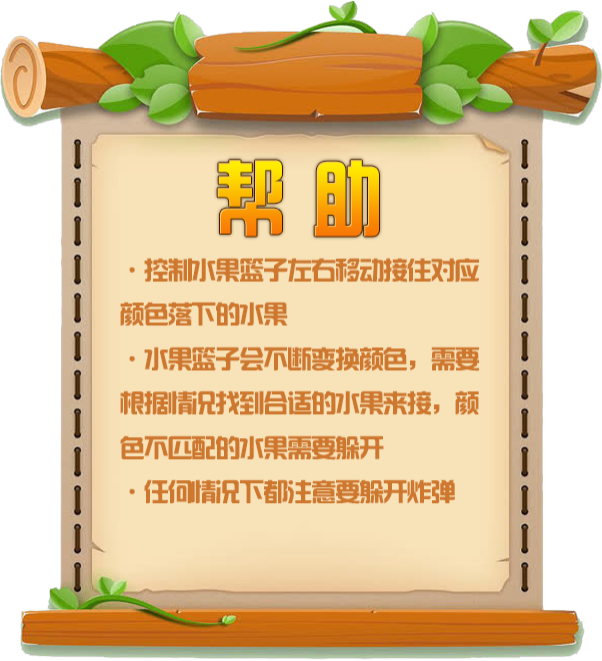 帮助
·控制水果篮子左右移动接住对应
颜色落下的水果
·水果篮子会不断变换颜色，需要
根据情况找到合适的水果来接，颜
色不匹配的水果需要躲开
·任何情况下都注意要躲开炸弹